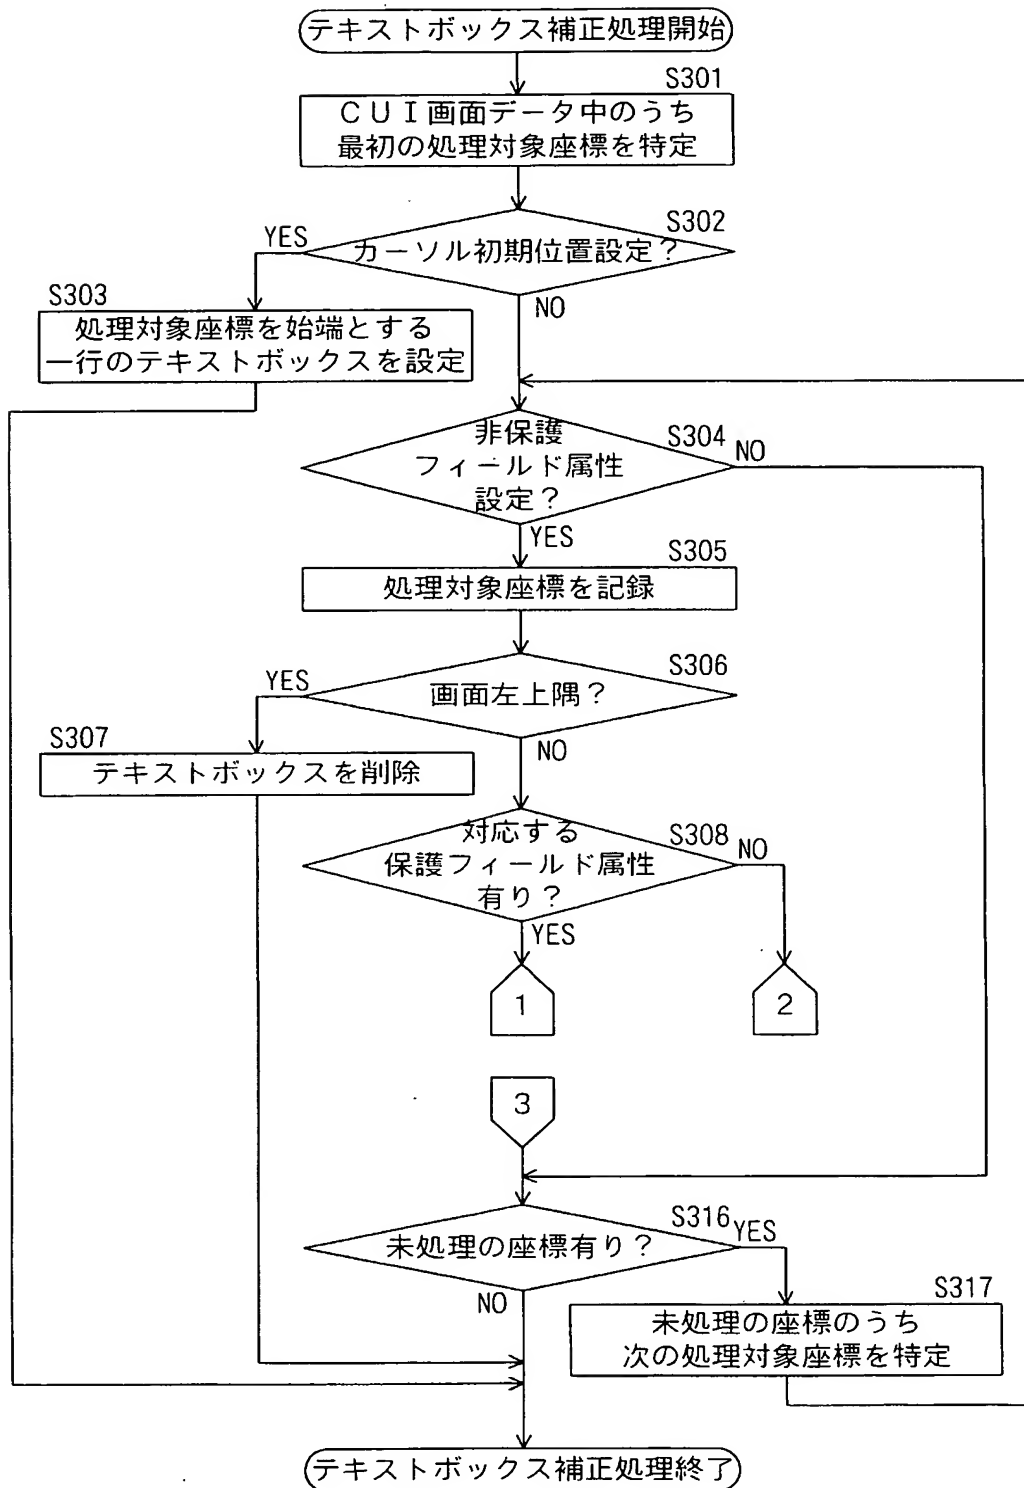 テキストボックス補正処理開始
S301
CUI画面データ中のうち
最初の処理対象座標を特定
S302
カーソル初期位置設定?
YES
NO
S303
処理対象座標を始端とする
一行のテキストボックスを設定
S304
非保護
フィールド属性
設定?
NO
YES
S305
処理対象座標を記録
S306
画面左上隅?
YES
NO
S307
テキストボックスを削除
S308
対応する
保護フィールド属性
有り?
NO
YES
1
2
3
S316
未処理の座標有り?
YES
NO
S317
未処理の座標のうち
次の処理対象座標を特定
テキストボックス補正処理終了